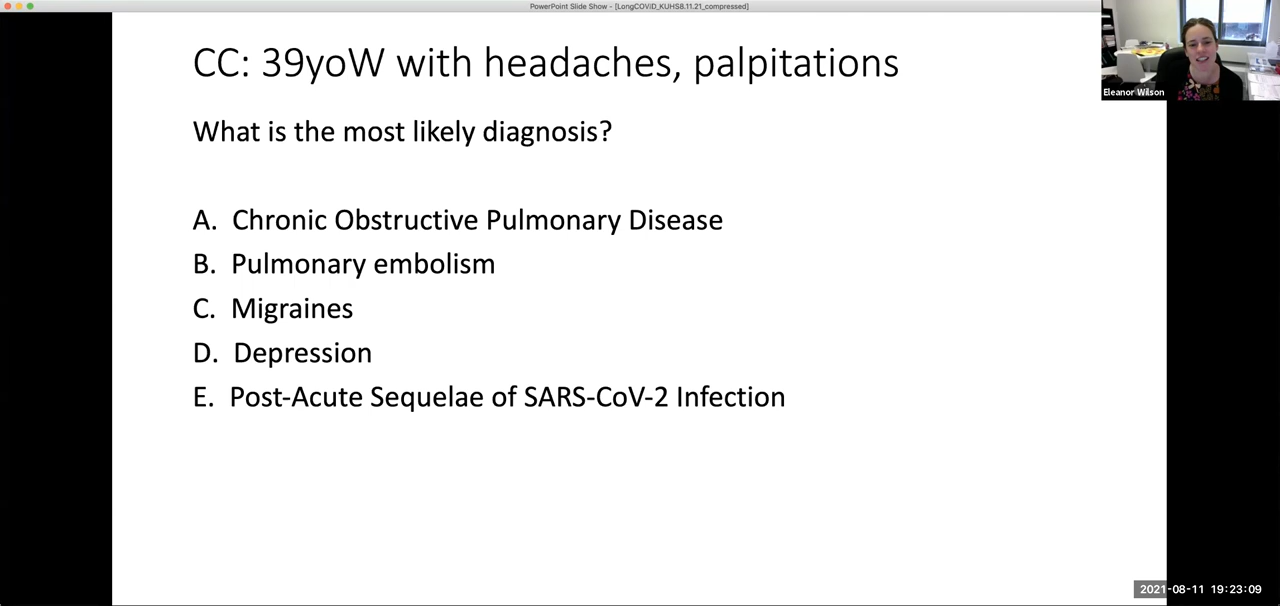 PowerPoint Slide Show - [LongCOVID_KUHS8.11.21_compressed]
CC: 39yoW with headaches, palpitations
Eleanor Wilson
What is the most likely diagnosis?
A. Chronic Obstructive Pulmonary Disease
B. Pulmonary embolism
C. Migraines
D. Depression
E. Post-Acute Sequelae of SARS-CoV-2 Infection
2021-08-11 19:23:09